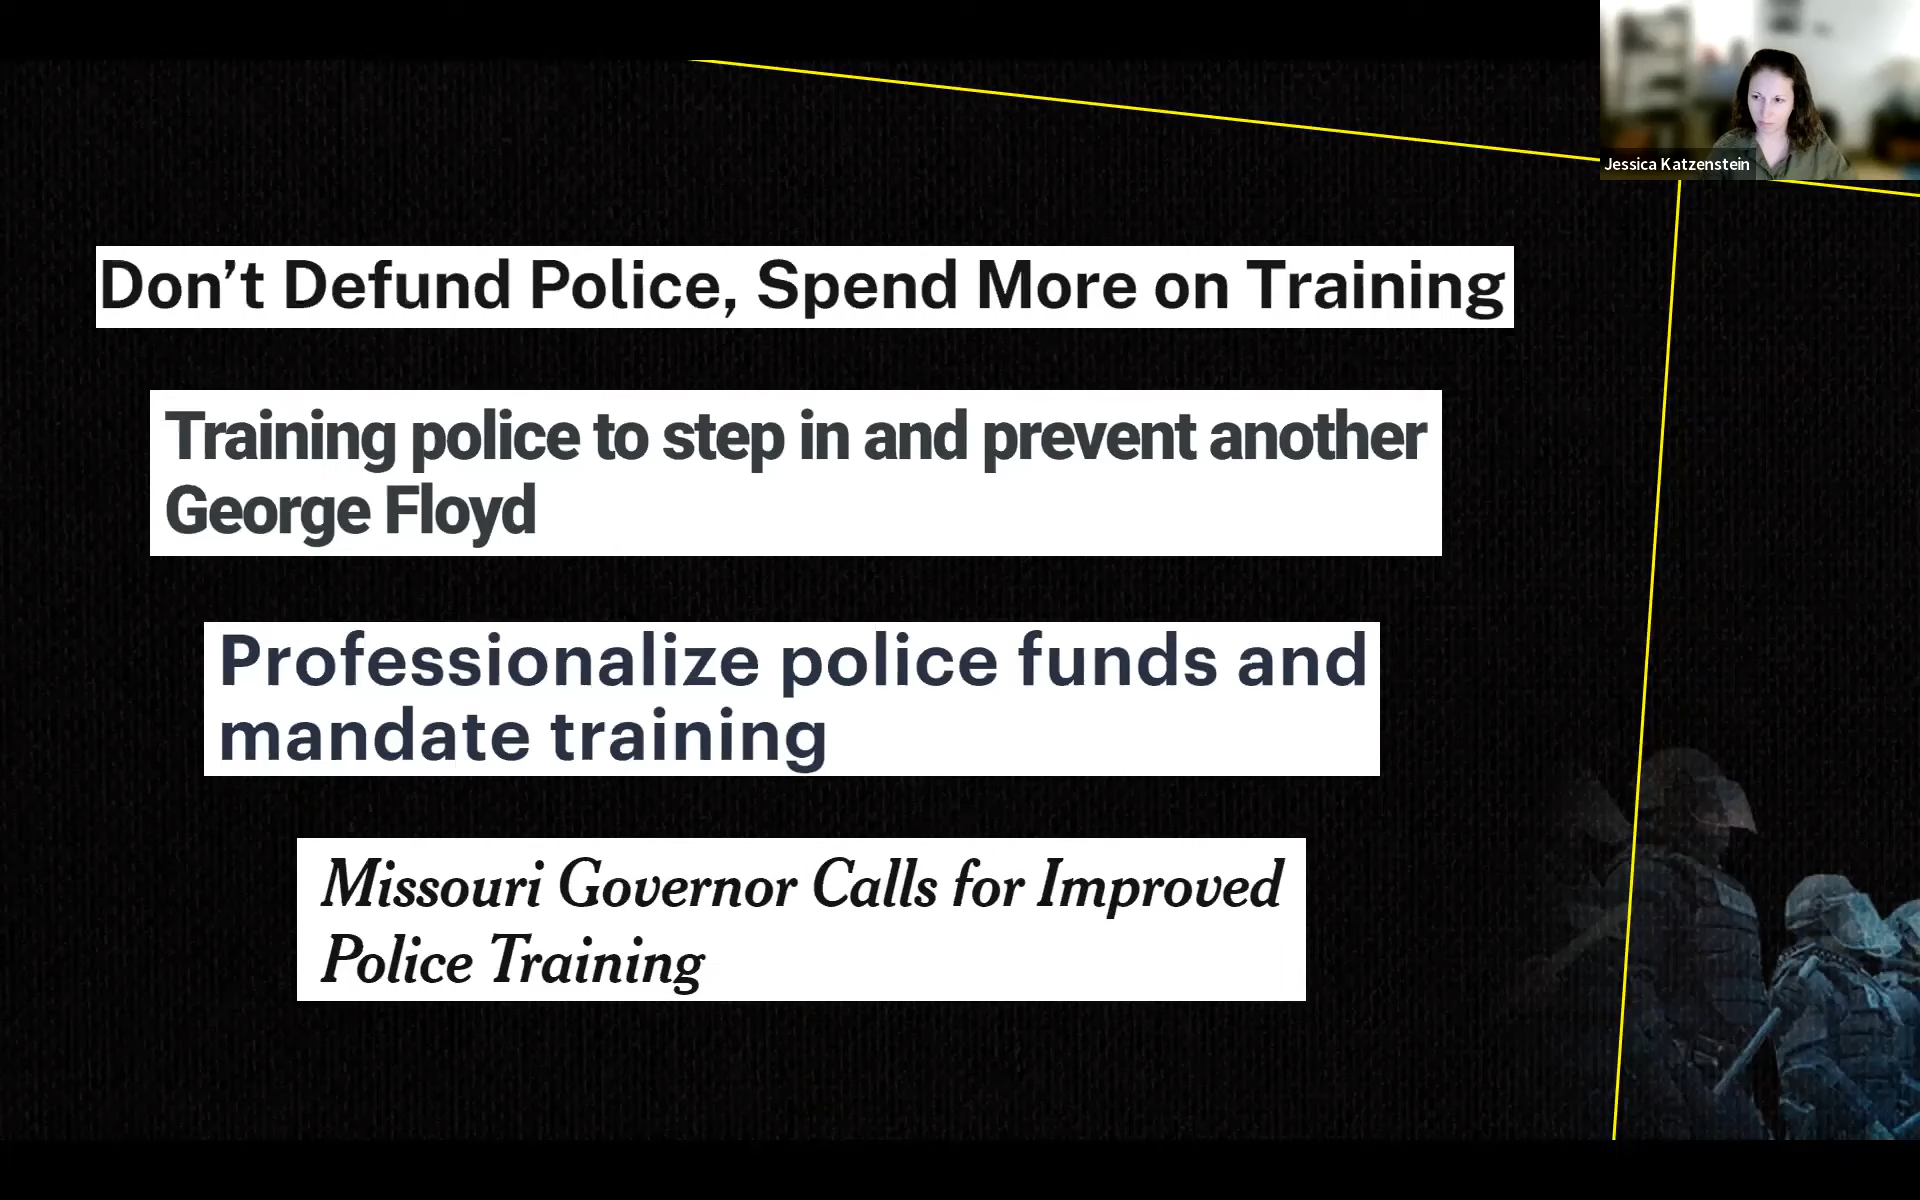 Jessica Katzenstein
Don’t Defund Police, Spend More on Training
Training police to step in and prevent another
George Floyd
Professionalize police funds and
mandate training
Missouri Governor Calls for Improved
Police Training